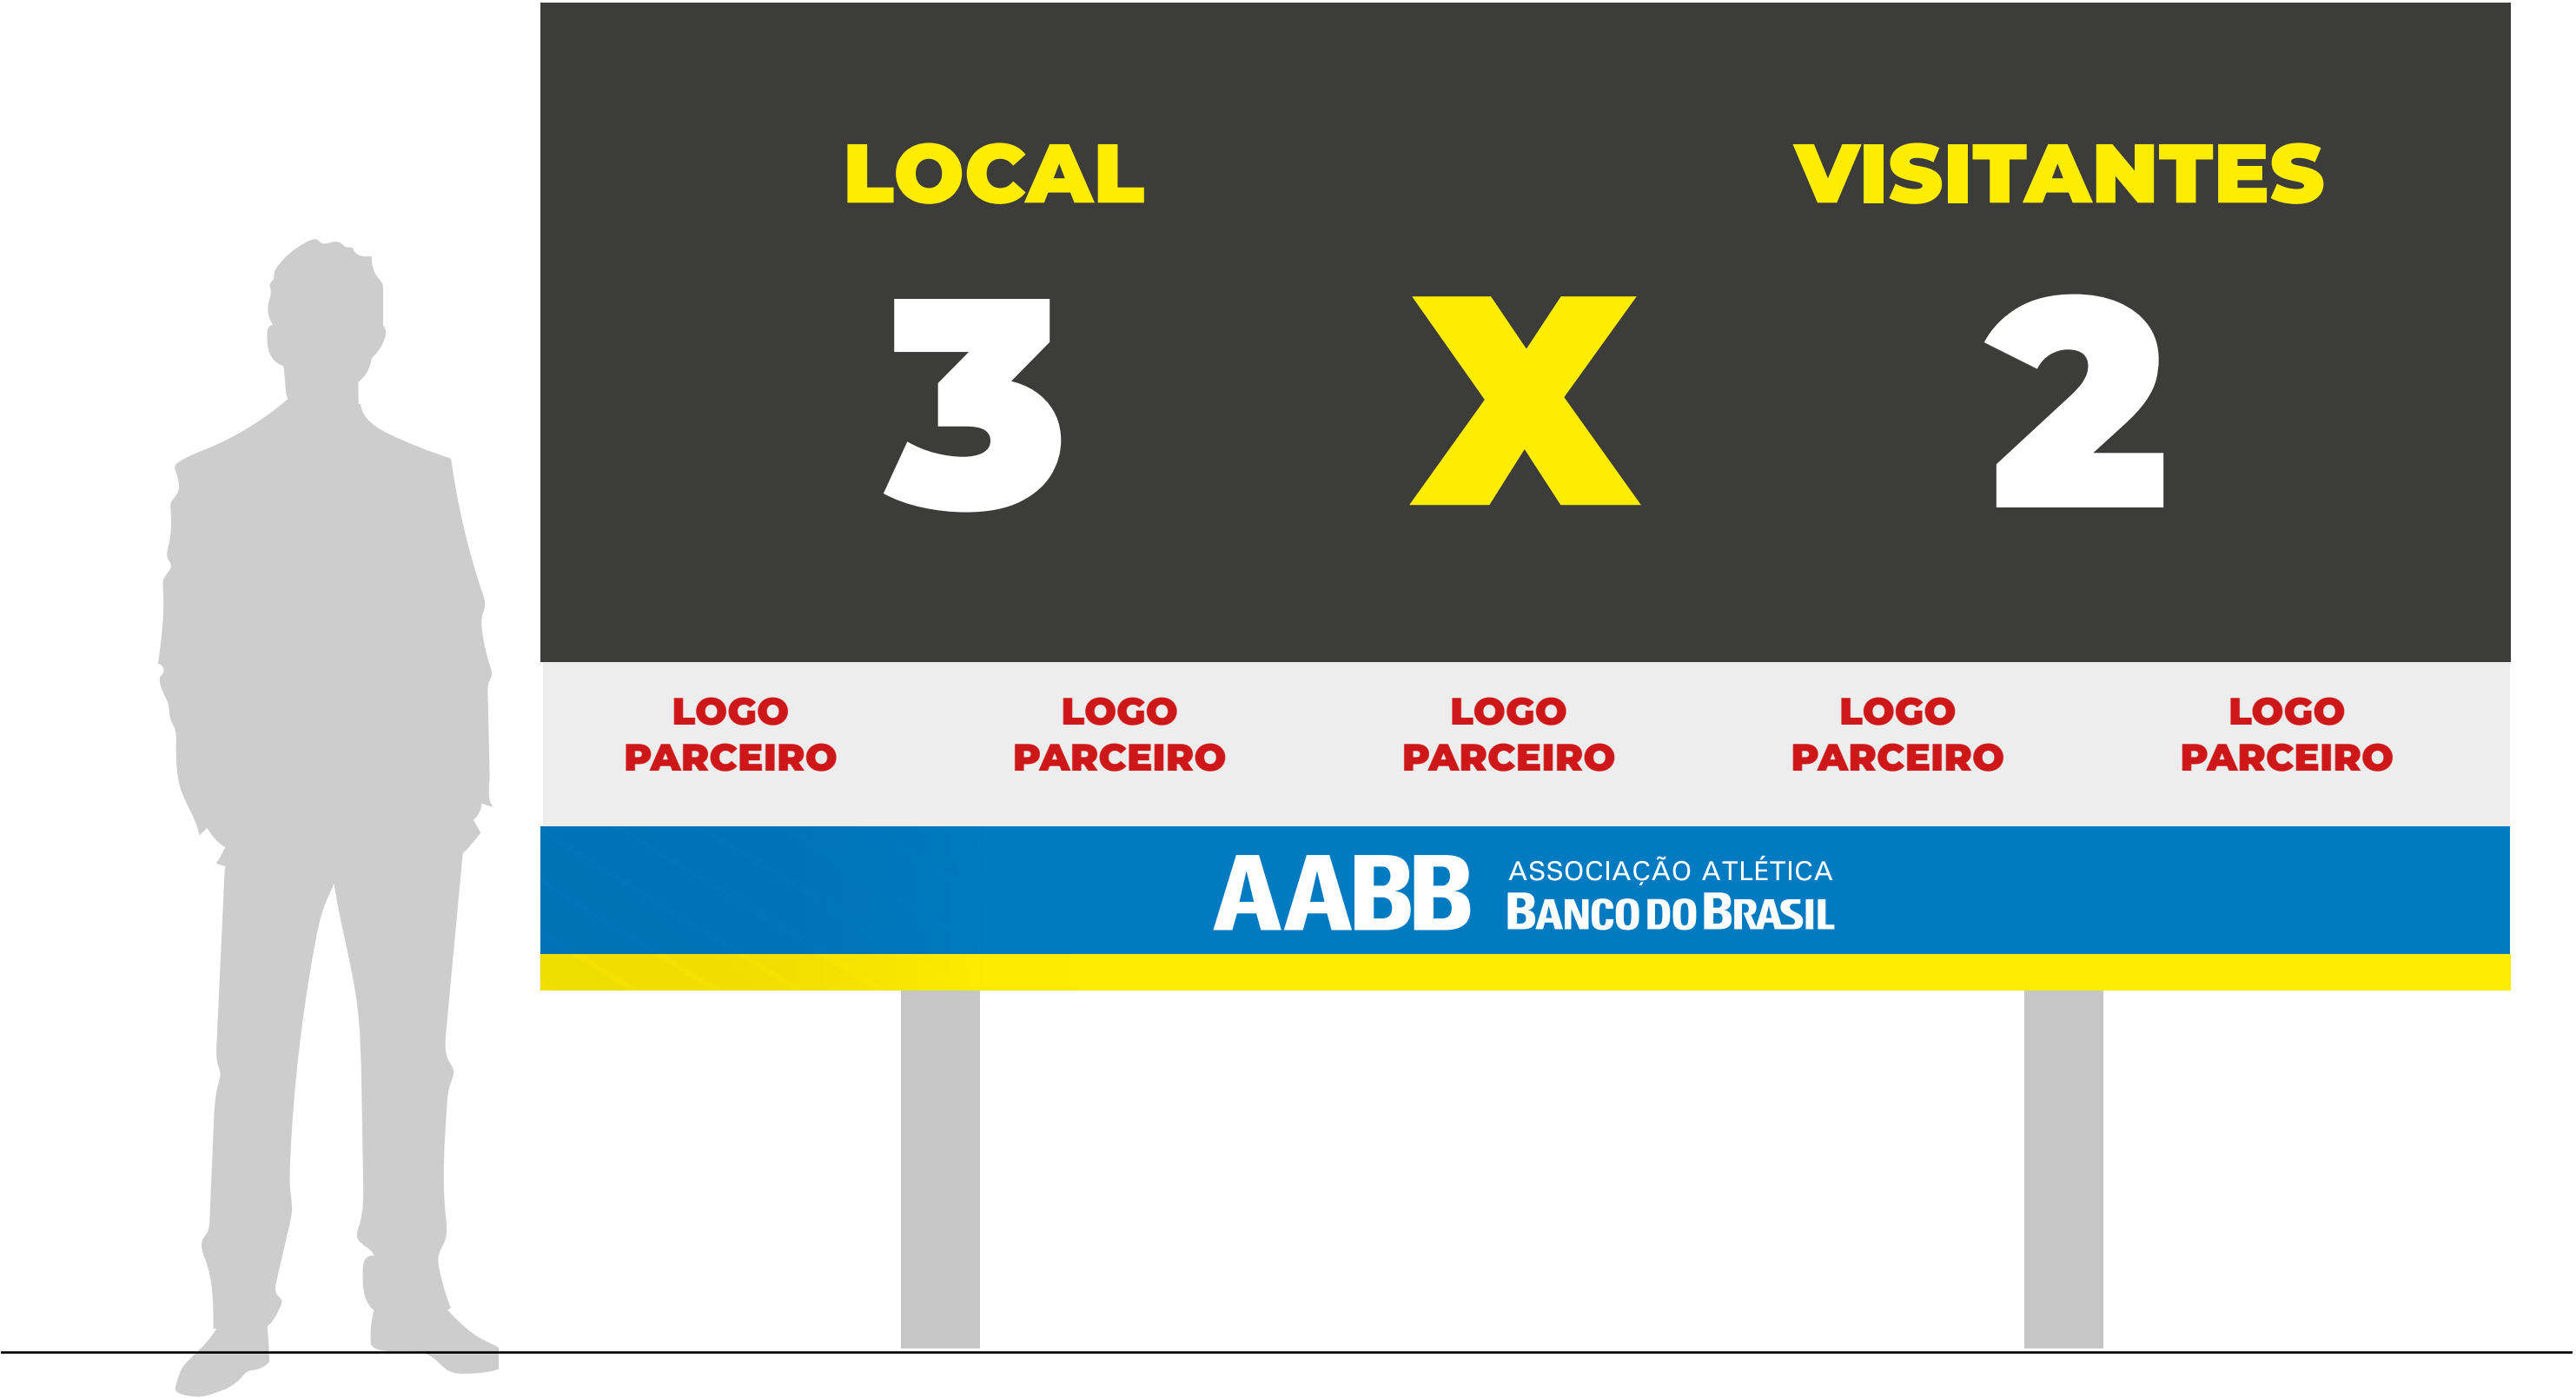 LOCAL
VISITANTES
3 X 2
LOGO PARCEIRO
LOGO PARCEIRO
LOGO PARCEIRO
LOGO PARCEIRO
LOGO PARCEIRO
AABB
ASSOCIAÇÃO ATLÉTICA
BANCO DO BRASIL